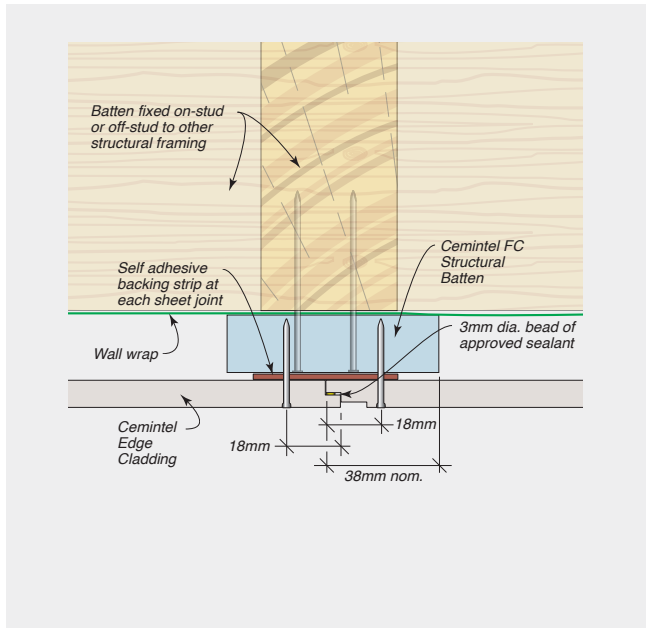 Batten fixed on-stud
or off-stud to other
structural framing
Cemintel FC
Structural
Batten
Self adhesive
backing strip at
each sheet joint
3mm dia. bead of
approved sealant
Wall wrap
Cemintel
Edge
Cladding
18mm
18mm
38mm nom.